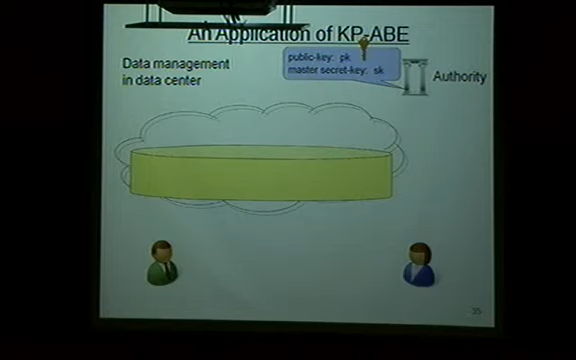 An Application of KP-ABE
Data management
in data center
public-key: pk
master secret-key: sk
Authority
35